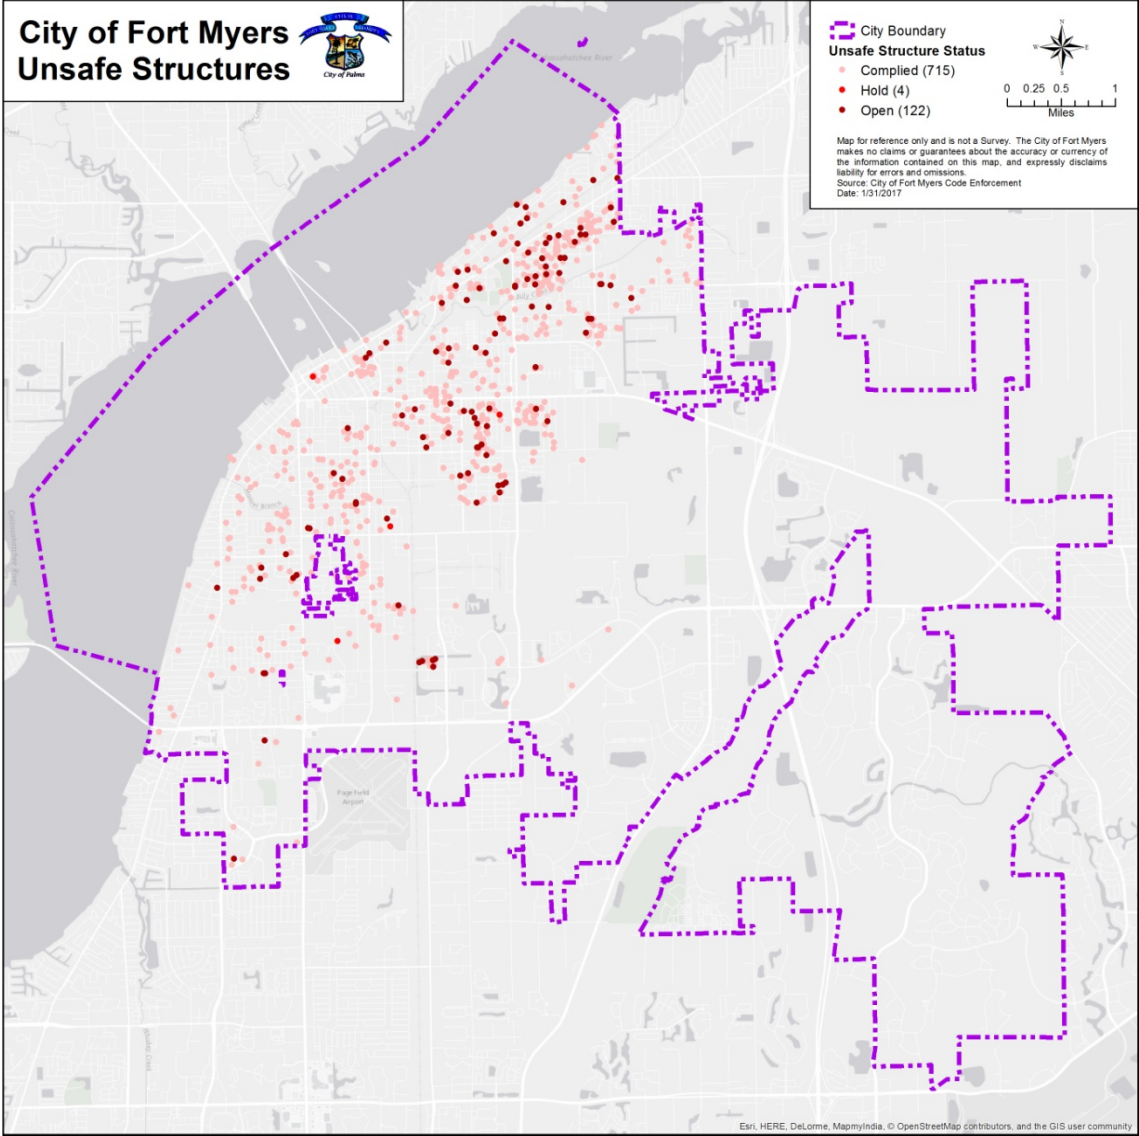 City of Fort Myers
Unsafe Structures
City of Palms
City Boundary
Unsafe Structure Status
Complied (715)
Hold (4)
Open (122)
N
W
E
S
0 0.25 0.5 1
Miles
Map for reference only and is not a Survey. The City of Fort Myers
makes no claims or guarantees about the accuracy or currency of
the information contained on this map, and expressly disclaims
liability for errors and omissions.
Source: City of Fort Myers Code Enforcement
Date: 1/31/2017
Caloosahatchee River
Page Field
Airport
Esri, HERE, DeLorme, MapmyIndia, © OpenStreetMap contributors, and the GIS user community